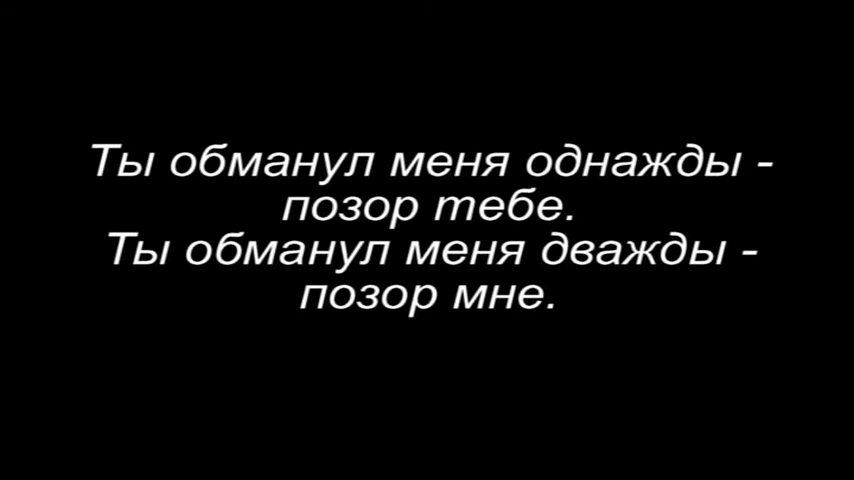 Ты обманул меня однажды -
позор тебе.
Ты обманул меня дважды -
позор мне.